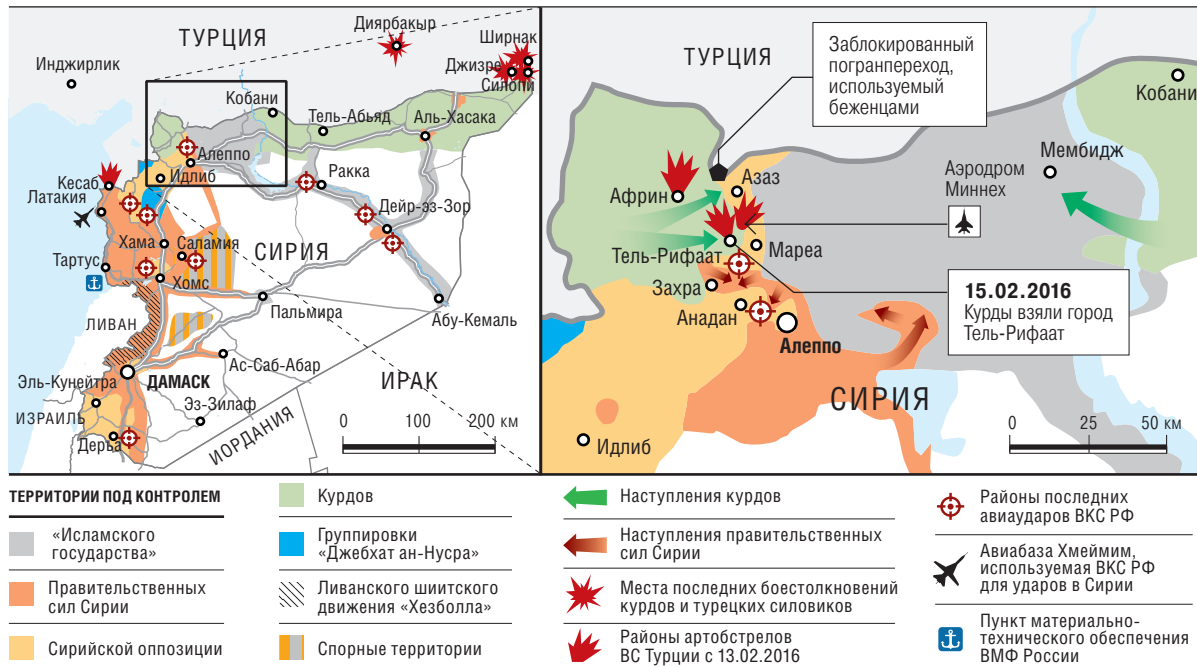 ТУРЦИЯ
Диярбакыр
Ширнак
Джизре
Силопи
Инджирлик
Кобани
Тель-Абьяд
Аль-Хасака
Алеппо
Идлиб
Ракка
Кесаб
Латакия
Дейр-эз-Зор
Хама
Саламия
СИРИЯ
Тартус
Хомс
Пальмира
Абу-Кемаль
ЛИВАН
Ас-Саб-Абар
Эль-Кунейтра
ДАМАСК
ИРАК
ИЗРАИЛЬ
Эз-Зилаф
ИОРДАНИЯ
Деръа
0 100 200 км
ТУРЦИЯ
Заблокированный
погранпереход,
используемый
беженцами
Кобани
Мембидж
Аэродром
Миннех
Африн
Азаз
Мареа
Тель-Рифаат
Захра
Анадан
Алеппо
15.02.2016
Курды взяли город
Тель-Рифаат
СИРИЯ
Идлиб
0 25 50 км
ТЕРРИТОРИИ ПОД КОНТРОЛЕМ
«Исламского
государства»
Правительственных
сил Сирии
Сирийской оппозиции
Курдов
Группировки
«Джебхат ан-Нусра»
Ливанского шиитского
движения «Хезболла»
Спорные территории
Наступления курдов
Наступления правительственных
сил Сирии
Места последних боестолкновений
курдов и турецких силовиков
Районы артобстрелов
ВС Турции с 13.02.2016
Районы последних
авиаударов ВКС РФ
Авиабаза Хмеймим,
используемая ВКС РФ
для ударов в Сирии
Пункт материально-
технического обеспечения
ВМФ России